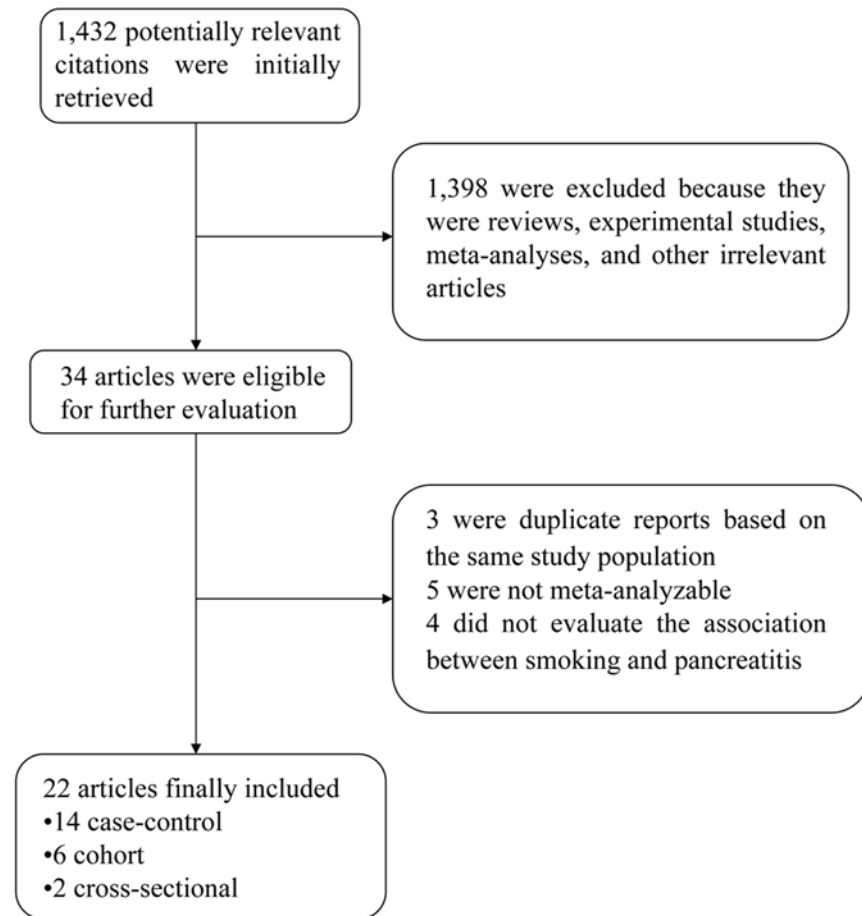 1,432 potentially relevant
citations were initially
retrieved
1,398 were excluded because they
were reviews, experimental studies,
meta-analyses, and other irrelevant
articles
34 articles were eligible
for further evaluation
3 were duplicate reports based on
the same study population
5 were not meta-analyzable
4 did not evaluate the association
between smoking and pancreatitis
22 articles finally included
•14 case-control
•6 cohort
•2 cross-sectional